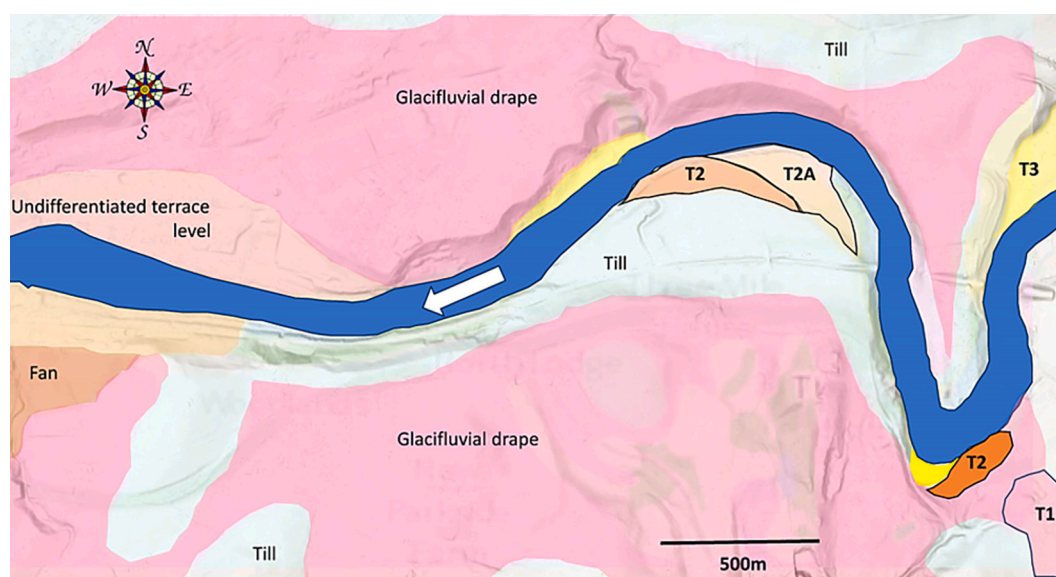 N
W E
S
Till
Glacifluvial drape
T3
T2
T2A
Undifferentiated terrace
level
Till
Fan
Glacifluvial drape
T2
T1
Till
500m